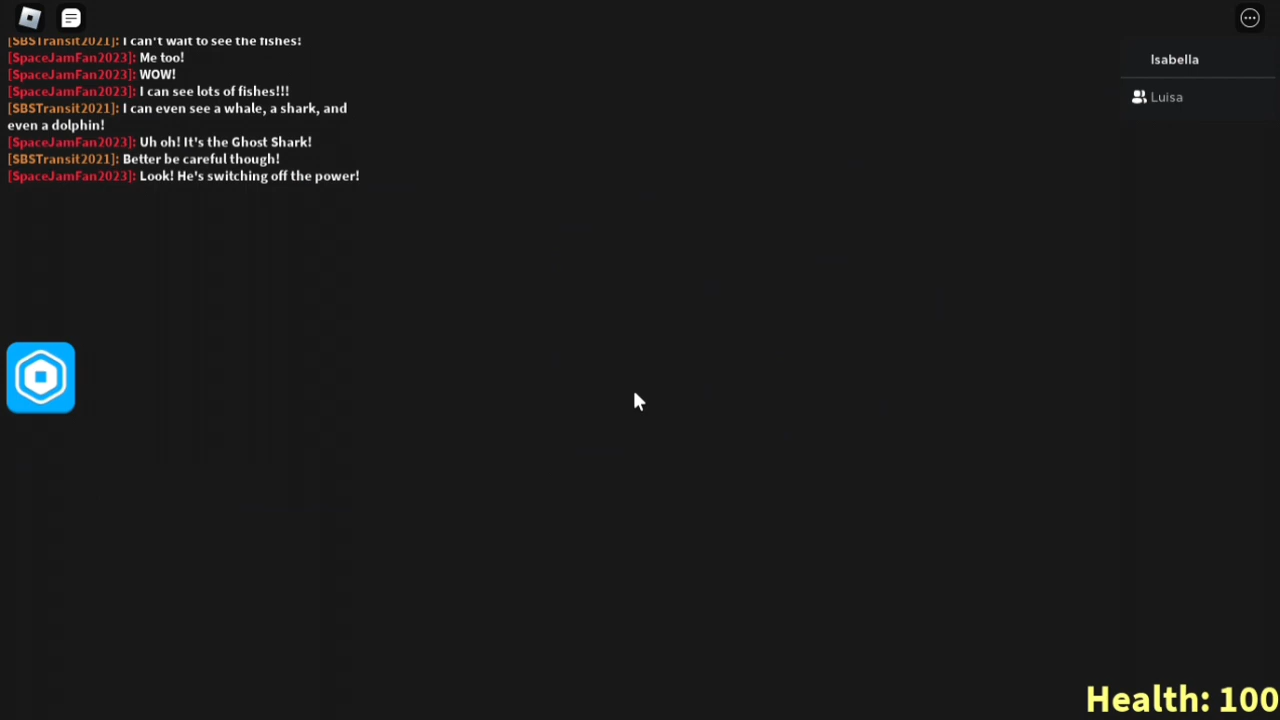 [SBSTransit2021]: I can't wait to see the fishes!
[SpaceJamFan2023]: Me too!
[SpaceJamFan2023]: WOW!
[SpaceJamFan2023]: I can see lots of fishes!!!
[SBSTransit2021]: I can even see a whale, a shark, and
even a dolphin!
[SpaceJamFan2023]: Uh oh! It's the Ghost Shark!
[SBSTransit2021]: Better be careful though!
[SpaceJamFan2023]: Look! He's switching off the power!
Isabella
Luisa
Health: 100